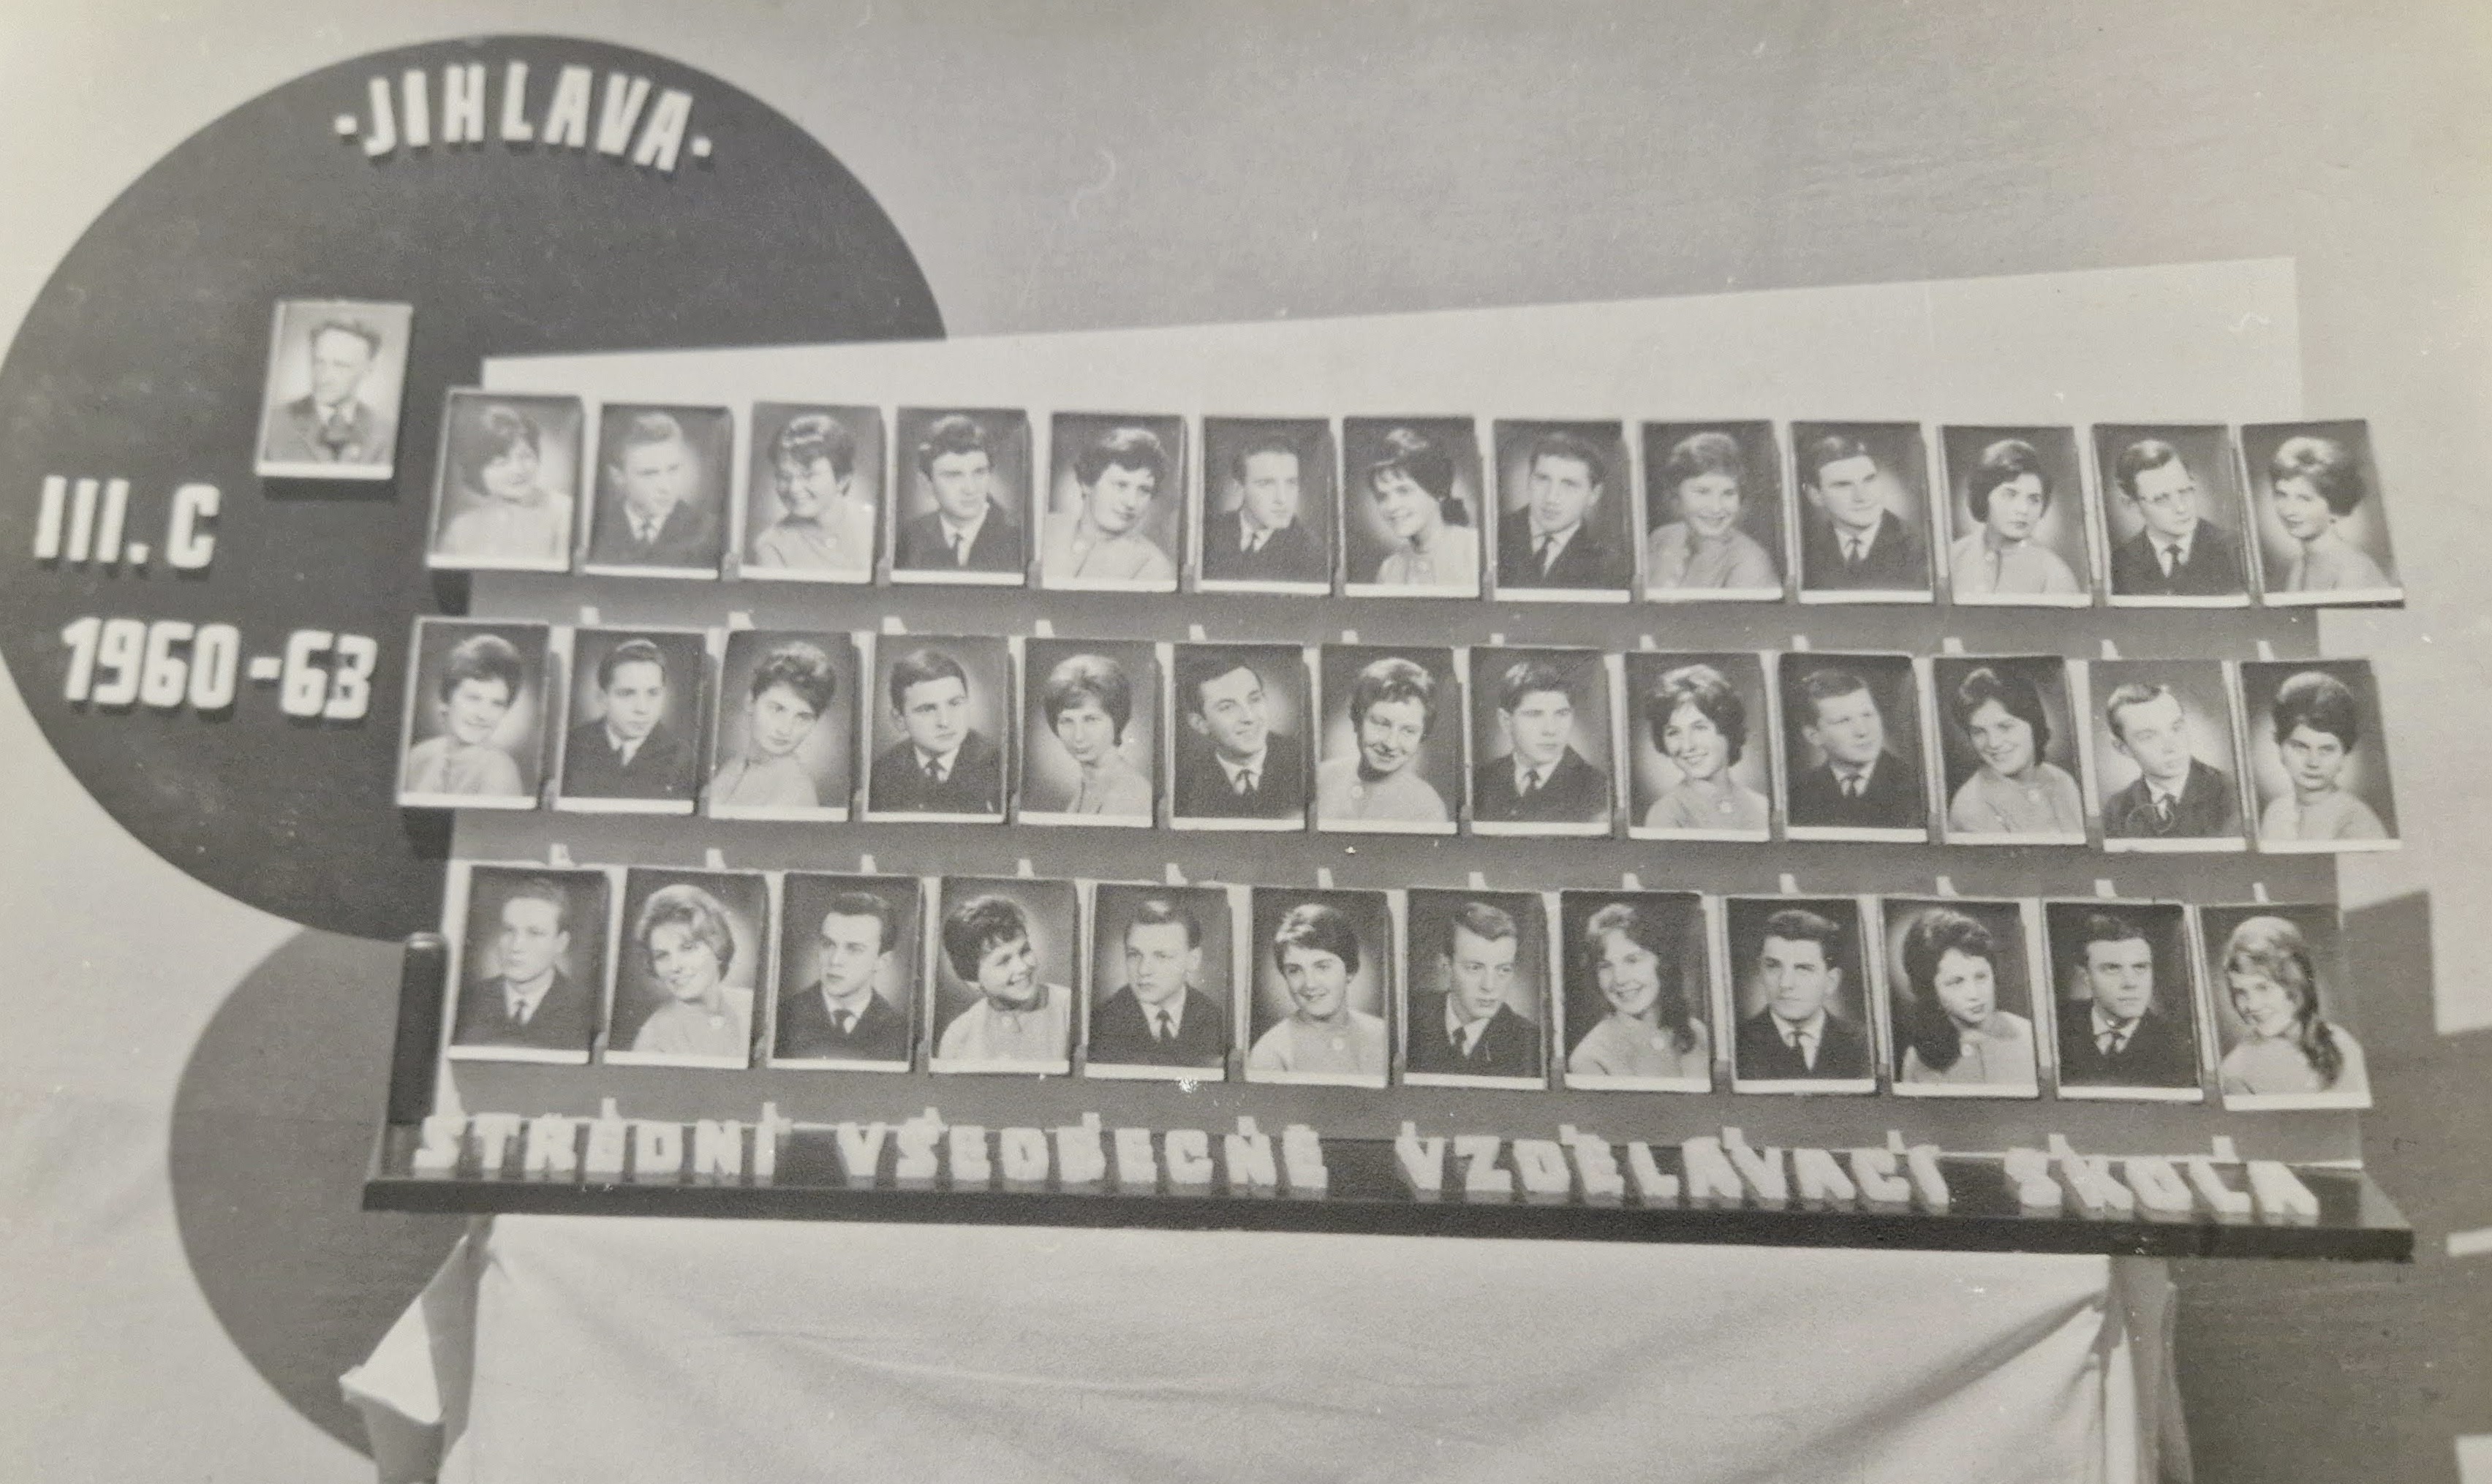 ·JIHLAVA·
III. C
1960-63
STŘEDNÍ VŠEOBECNĚ VZDĚLÁVACÍ ŠKOLA